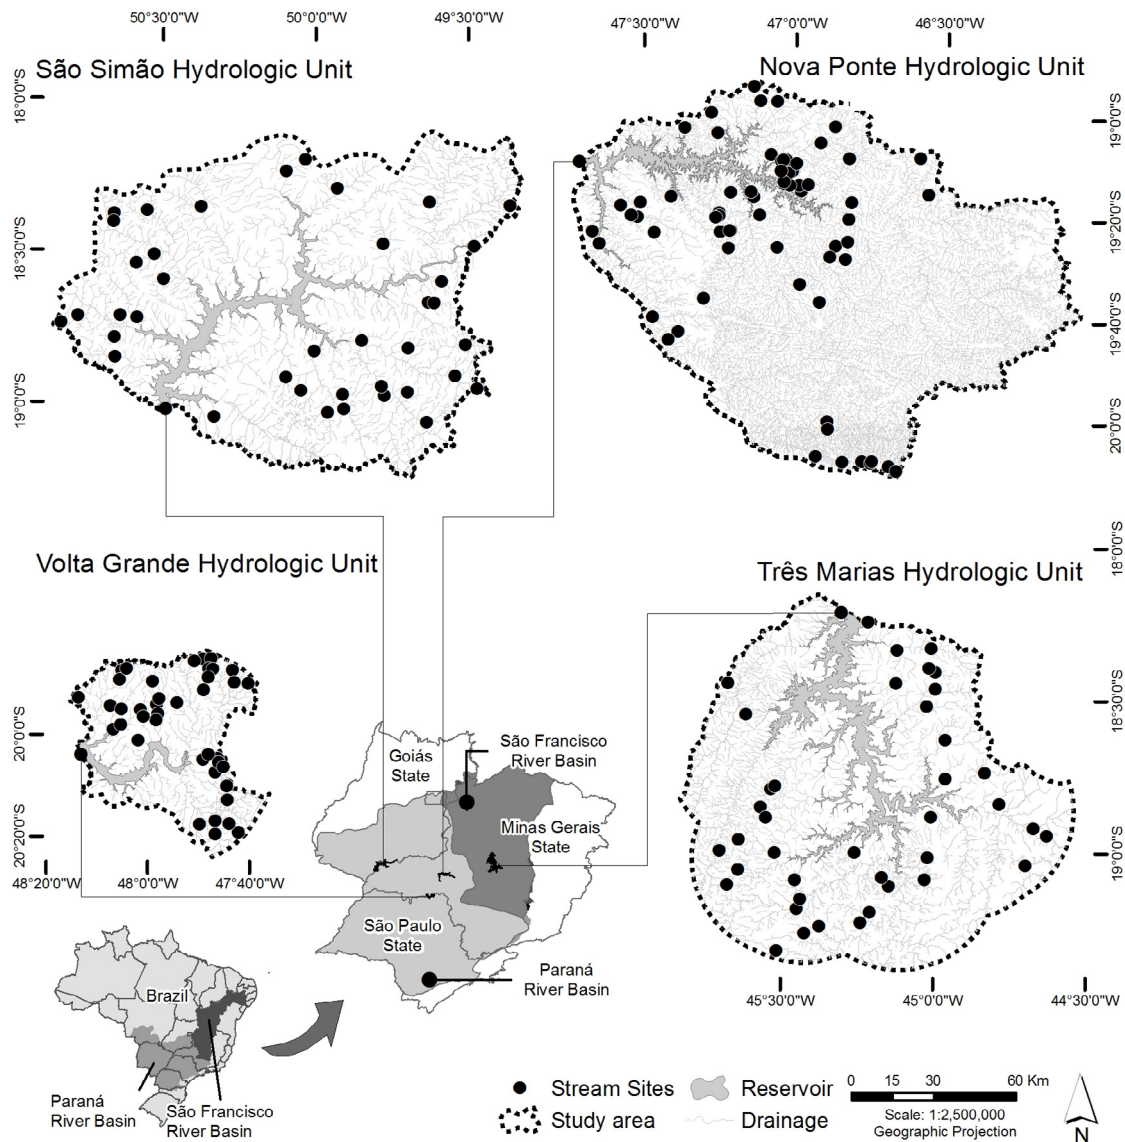 50°30'0"W
50°0'0"W
49°30'0"W
47°30'0"W
47°0'0"W
46°30'0"W
São Simão Hydrologic Unit
Nova Ponte Hydrologic Unit
18°0'0"S
18°30'0"S
19°0'0"S
19°0'0"S
19°20'0"S
19°40'0"S
20°0'0"S
Volta Grande Hydrologic Unit
Três Marias Hydrologic Unit
18°0'0"S
18°30'0"S
19°0'0"S
20°0'0"S
20°20'0"S
48°20'0"W
48°0'0"W
47°40'0"W
45°30'0"W
45°0'0"W
44°30'0"W
Goiás
State
São Francisco
River Basin
Minas Gerais
State
São Paulo
State
Paraná
River Basin
Brazil
Paraná
River Basin
São Francisco
River Basin
Stream Sites
Reservoir
Study area
Drainage
0 15 30 60 Km
Scale: 1:2,500,000
Geographic Projection
N